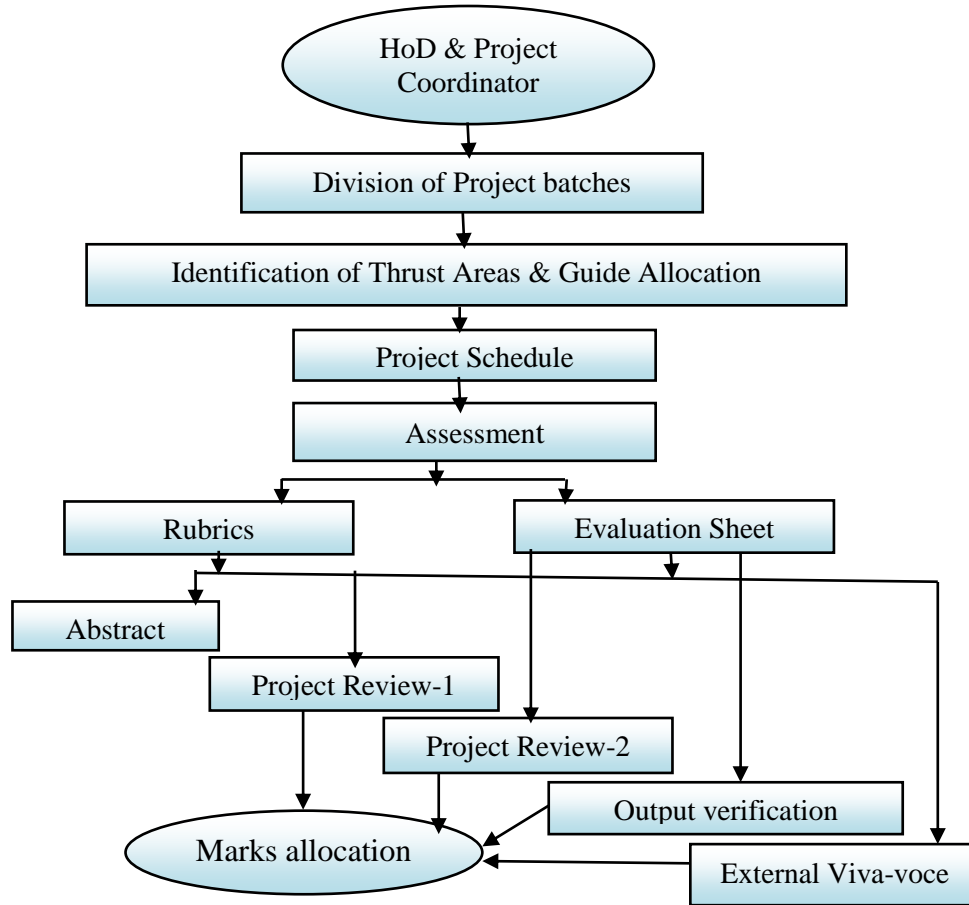 HoD & Project
Coordinator
Division of Project batches
Identification of Thrust Areas & Guide Allocation
Project Schedule
Assessment
Rubrics
Evaluation Sheet
Abstract
Project Review-1
Project Review-2
Output verification
Marks allocation
External Viva-voce